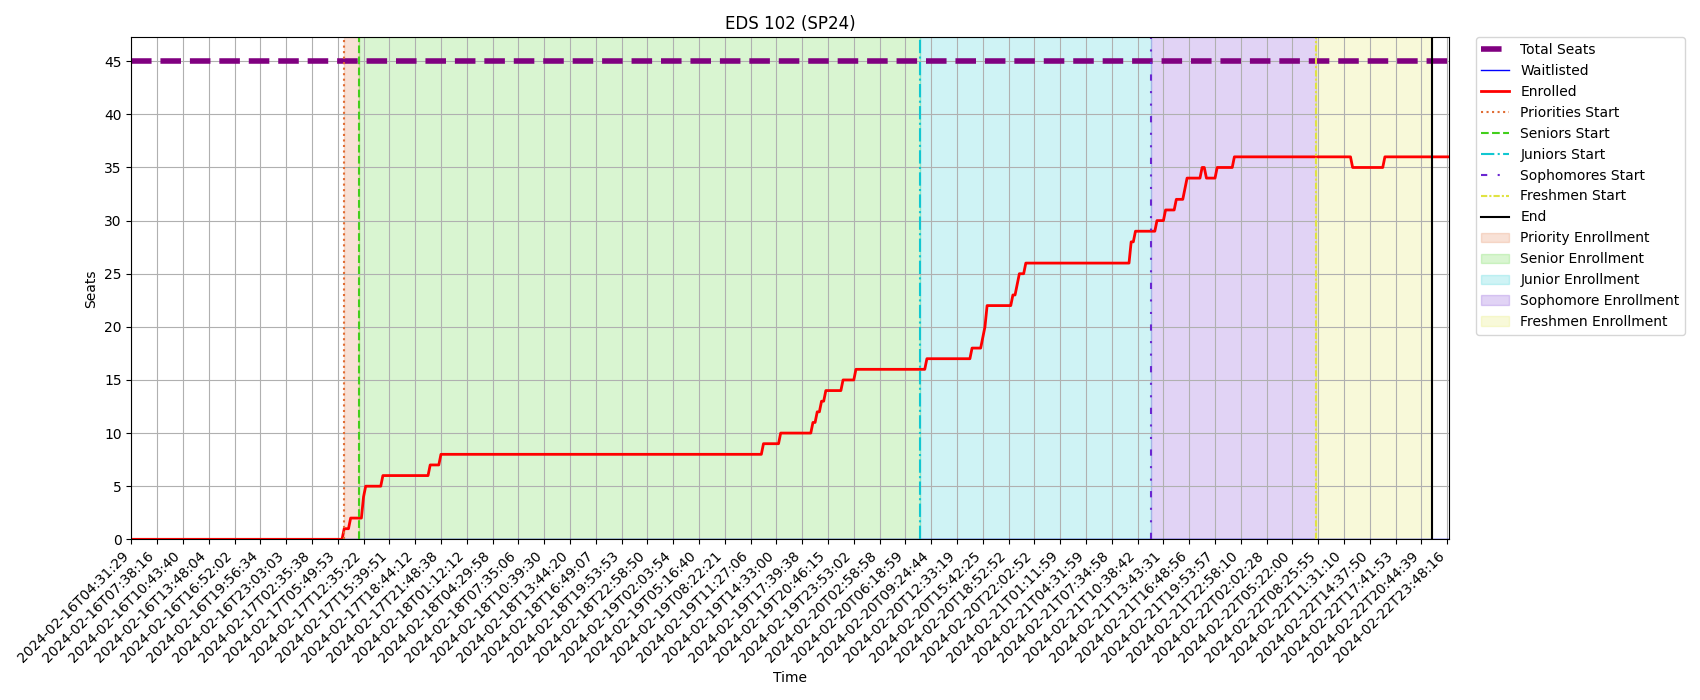 EDS 102 (SP24)
45
40
35
30
25
20
15
10
5
0
Seats
2024-02-16T04:31:29
2024-02-16T07:38:16
2024-02-16T10:43:40
2024-02-16T13:48:04
2024-02-16T16:52:02
2024-02-16T19:56:34
2024-02-16T23:03:03
2024-02-17T02:35:38
2024-02-17T05:49:53
2024-02-17T12:35:22
2024-02-17T15:39:51
2024-02-17T18:44:12
2024-02-17T21:48:38
2024-02-18T01:12:12
2024-02-18T04:29:58
2024-02-18T07:35:06
2024-02-18T10:39:30
2024-02-18T13:44:20
2024-02-18T16:49:07
2024-02-18T19:53:53
2024-02-18T22:58:50
2024-02-19T02:03:54
2024-02-19T05:16:40
2024-02-19T08:22:21
2024-02-19T11:27:06
2024-02-19T14:33:00
2024-02-19T17:39:38
2024-02-19T20:46:15
2024-02-19T23:53:02
2024-02-20T02:58:58
2024-02-20T06:18:59
2024-02-20T09:24:44
2024-02-20T12:33:19
2024-02-20T15:42:25
2024-02-20T18:52:52
2024-02-20T22:02:52
2024-02-21T01:11:59
2024-02-21T04:31:59
2024-02-21T07:34:58
2024-02-21T10:38:42
2024-02-21T13:43:31
2024-02-21T16:48:56
2024-02-21T19:53:57
2024-02-21T22:58:10
2024-02-22T02:02:28
2024-02-22T05:22:00
2024-02-22T08:25:55
2024-02-22T11:31:10
2024-02-22T14:37:50
2024-02-22T17:41:53
2024-02-22T20:44:39
2024-02-22T23:48:16
Time
Total Seats
Waitlisted
Enrolled
Priorities Start
Seniors Start
Juniors Start
Sophomores Start
Freshmen Start
End
Priority Enrollment
Senior Enrollment
Junior Enrollment
Sophomore Enrollment
Freshmen Enrollment